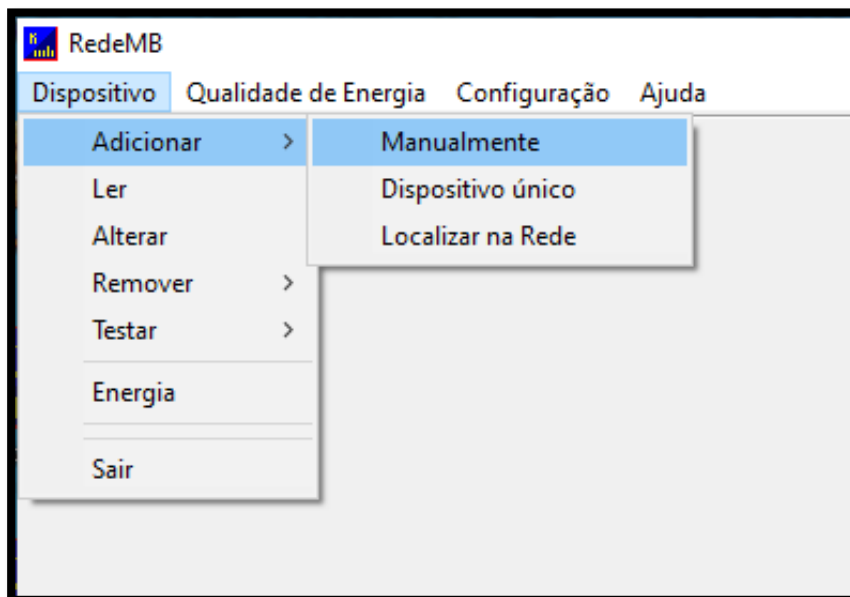 RedeMB
Dispositivo Qualidade de Energia Configuração Ajuda
Adicionar > Manualmente
Ler Dispositivo único
Alterar Localizar na Rede
Remover >
Testar >
Energia
Sair